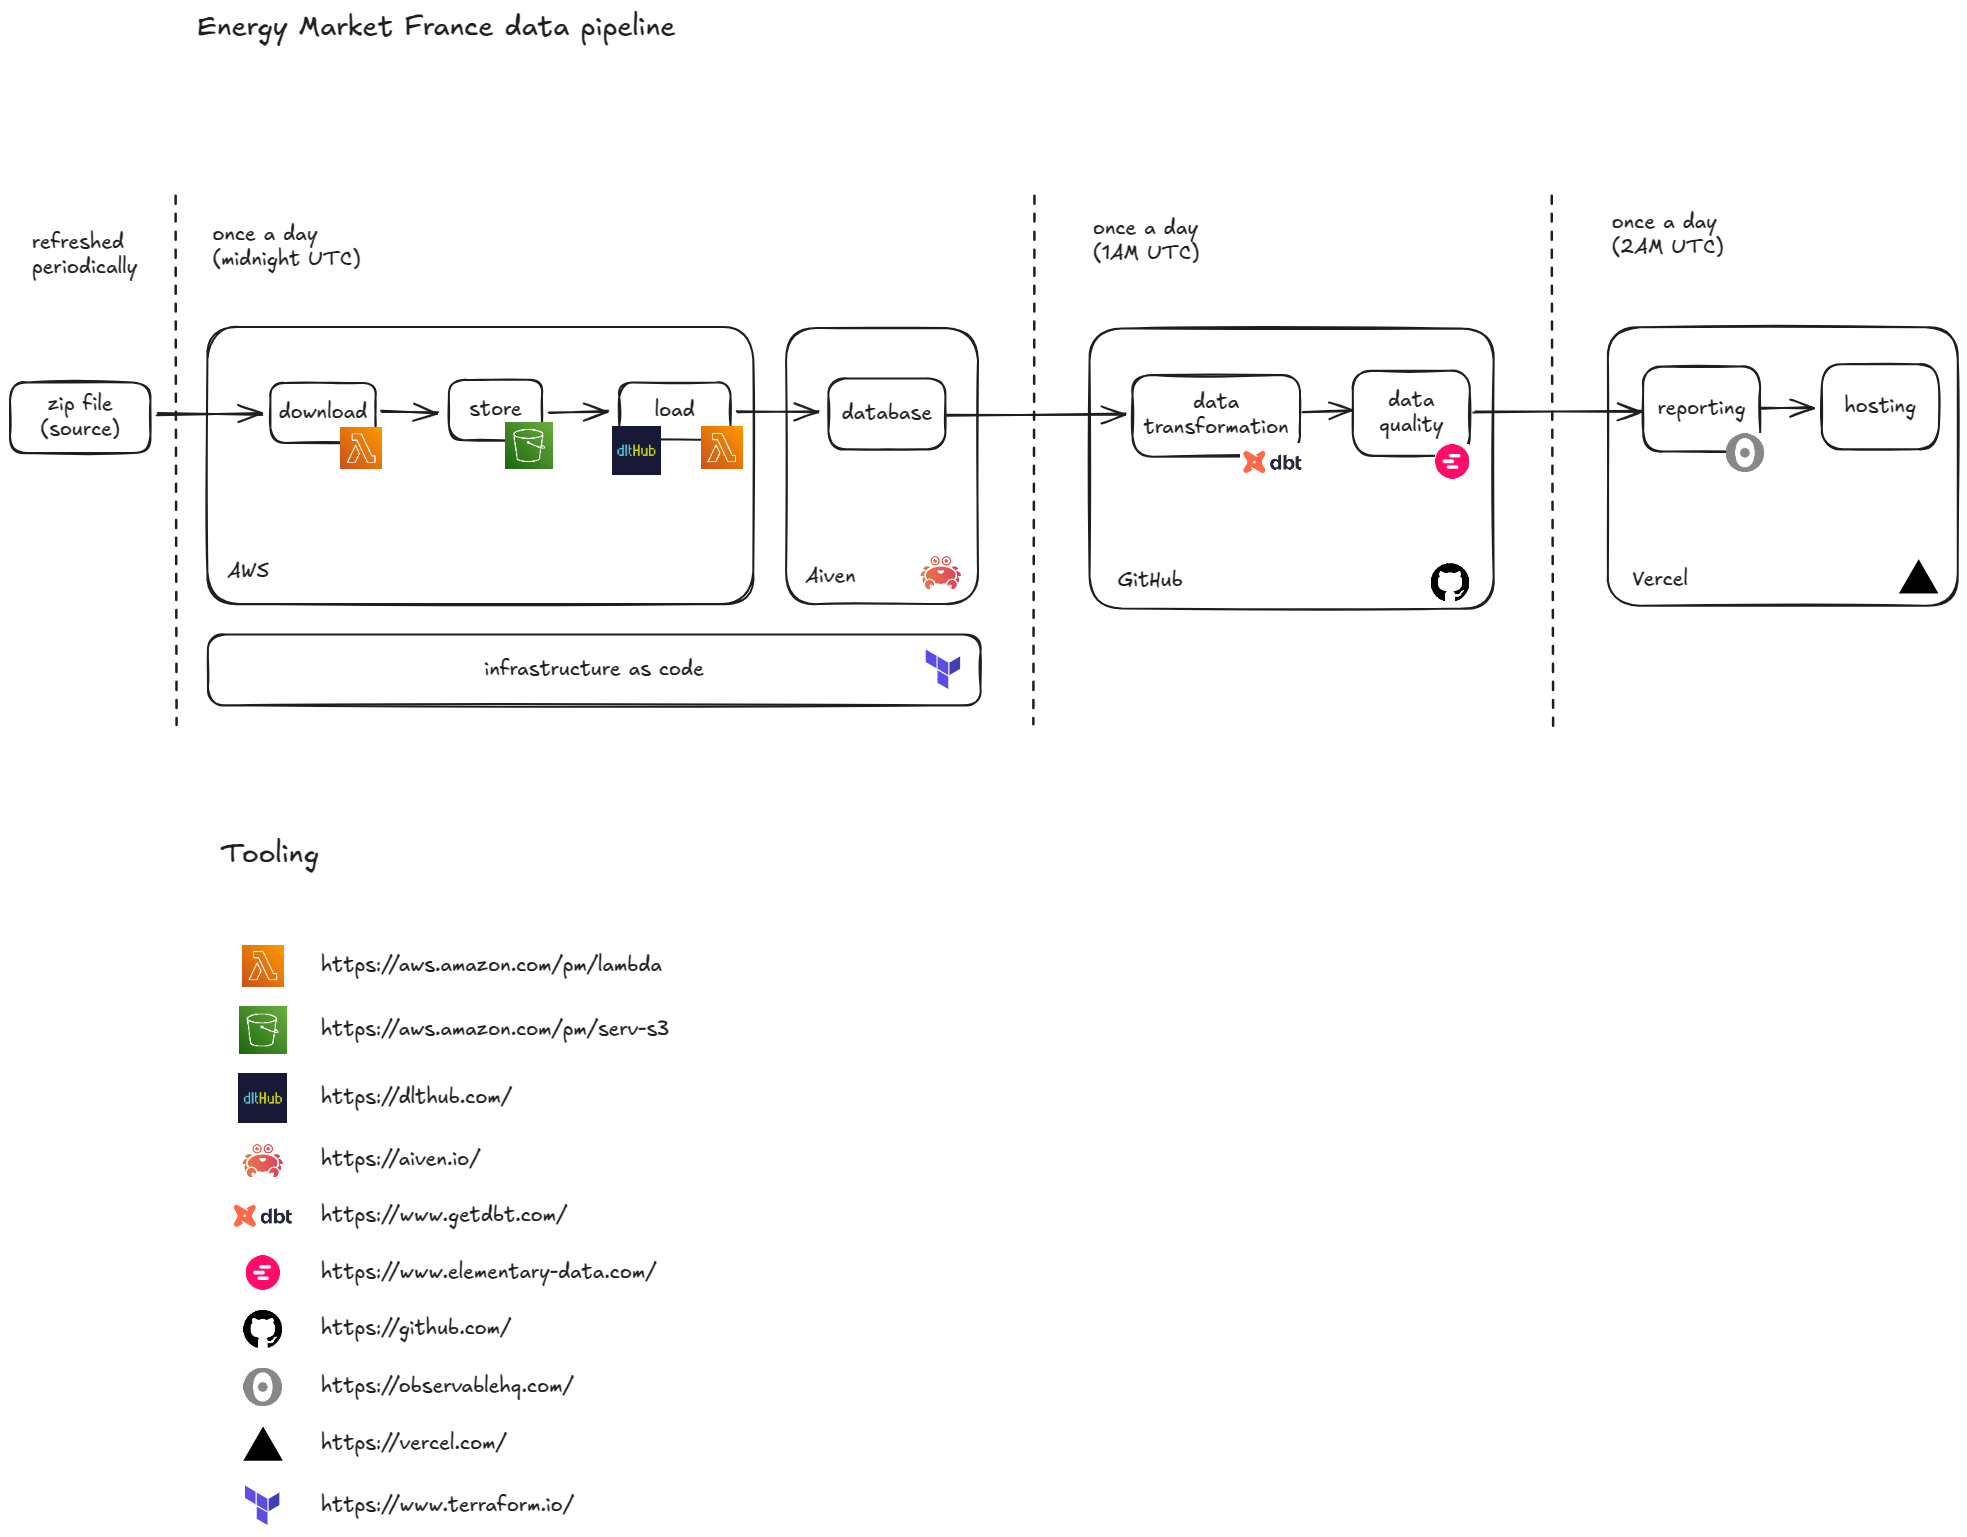 Energy Market France data pipeline
refreshed
periodically
once a day
(midnight UTC)
once a day
(1AM UTC)
once a day
(2AM UTC)
zip file
(source)
download
store
load
dltHub
AWS
database
Aiven
data
transformation
dbt
data
quality
GitHub
reporting
hosting
Vercel
infrastructure as code
Tooling
https://aws.amazon.com/pm/lambda
https://aws.amazon.com/pm/serv-s3
dltHub
https://dlthub.com/
https://aiven.io/
dbt
https://www.getdbt.com/
https://www.elementary-data.com/
https://github.com/
https://observablehq.com/
https://vercel.com/
https://www.terraform.io/